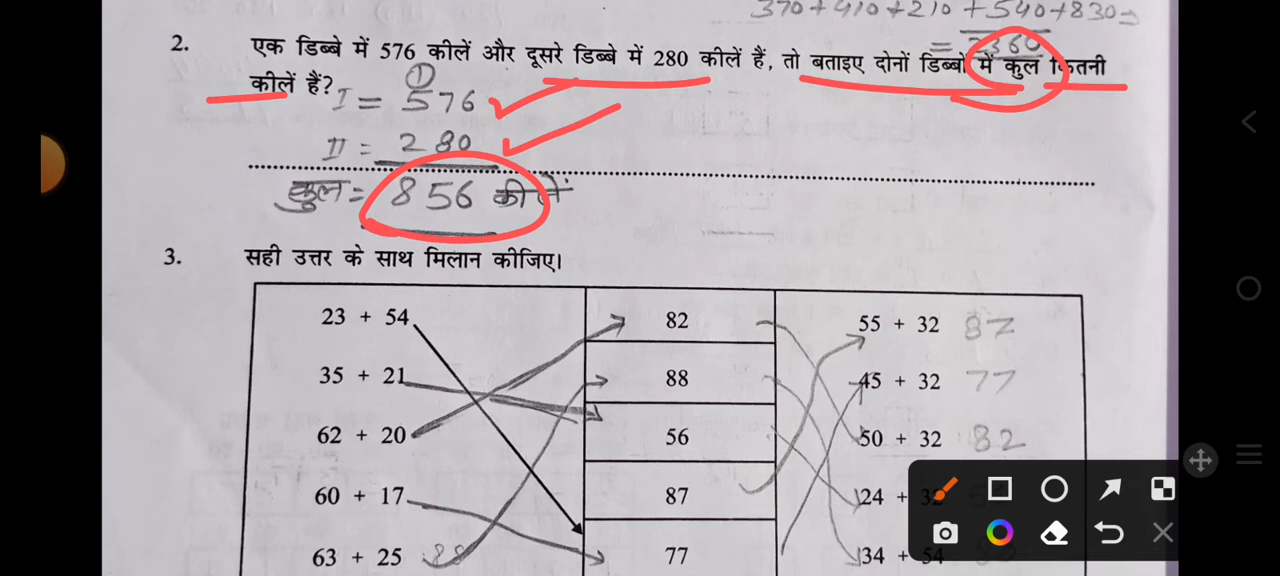 370+410+210+540+830=
= 2360
2. एक डिब्बे में 576 कीलें और दूसरे डिब्बे में 280 कीलें हैं, तो बताइए दोनों डिब्बों में कुल कितनी
कीलें हैं?
1
I = 576
II = 280
कुल = 856 कीलें
3. सही उत्तर के साथ मिलान कीजिए।
23 + 54 82 55 + 32 87
35 + 21 88 45 + 32 77
62 + 20 56 50 + 32 82
60 + 17 87 24 + 32
63 + 25 88 77 34 + 54